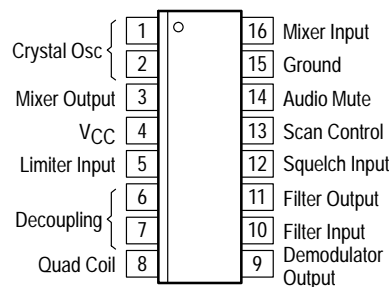 1 16 Mixer Input
Crystal Osc
2 15 Ground
Mixer Output 3 14 Audio Mute
VCC 4 13 Scan Control
Limiter Input 5 12 Squelch Input
6 11 Filter Output
Decoupling
7 10 Filter Input
Quad Coil 8 9 Demodulator
Output